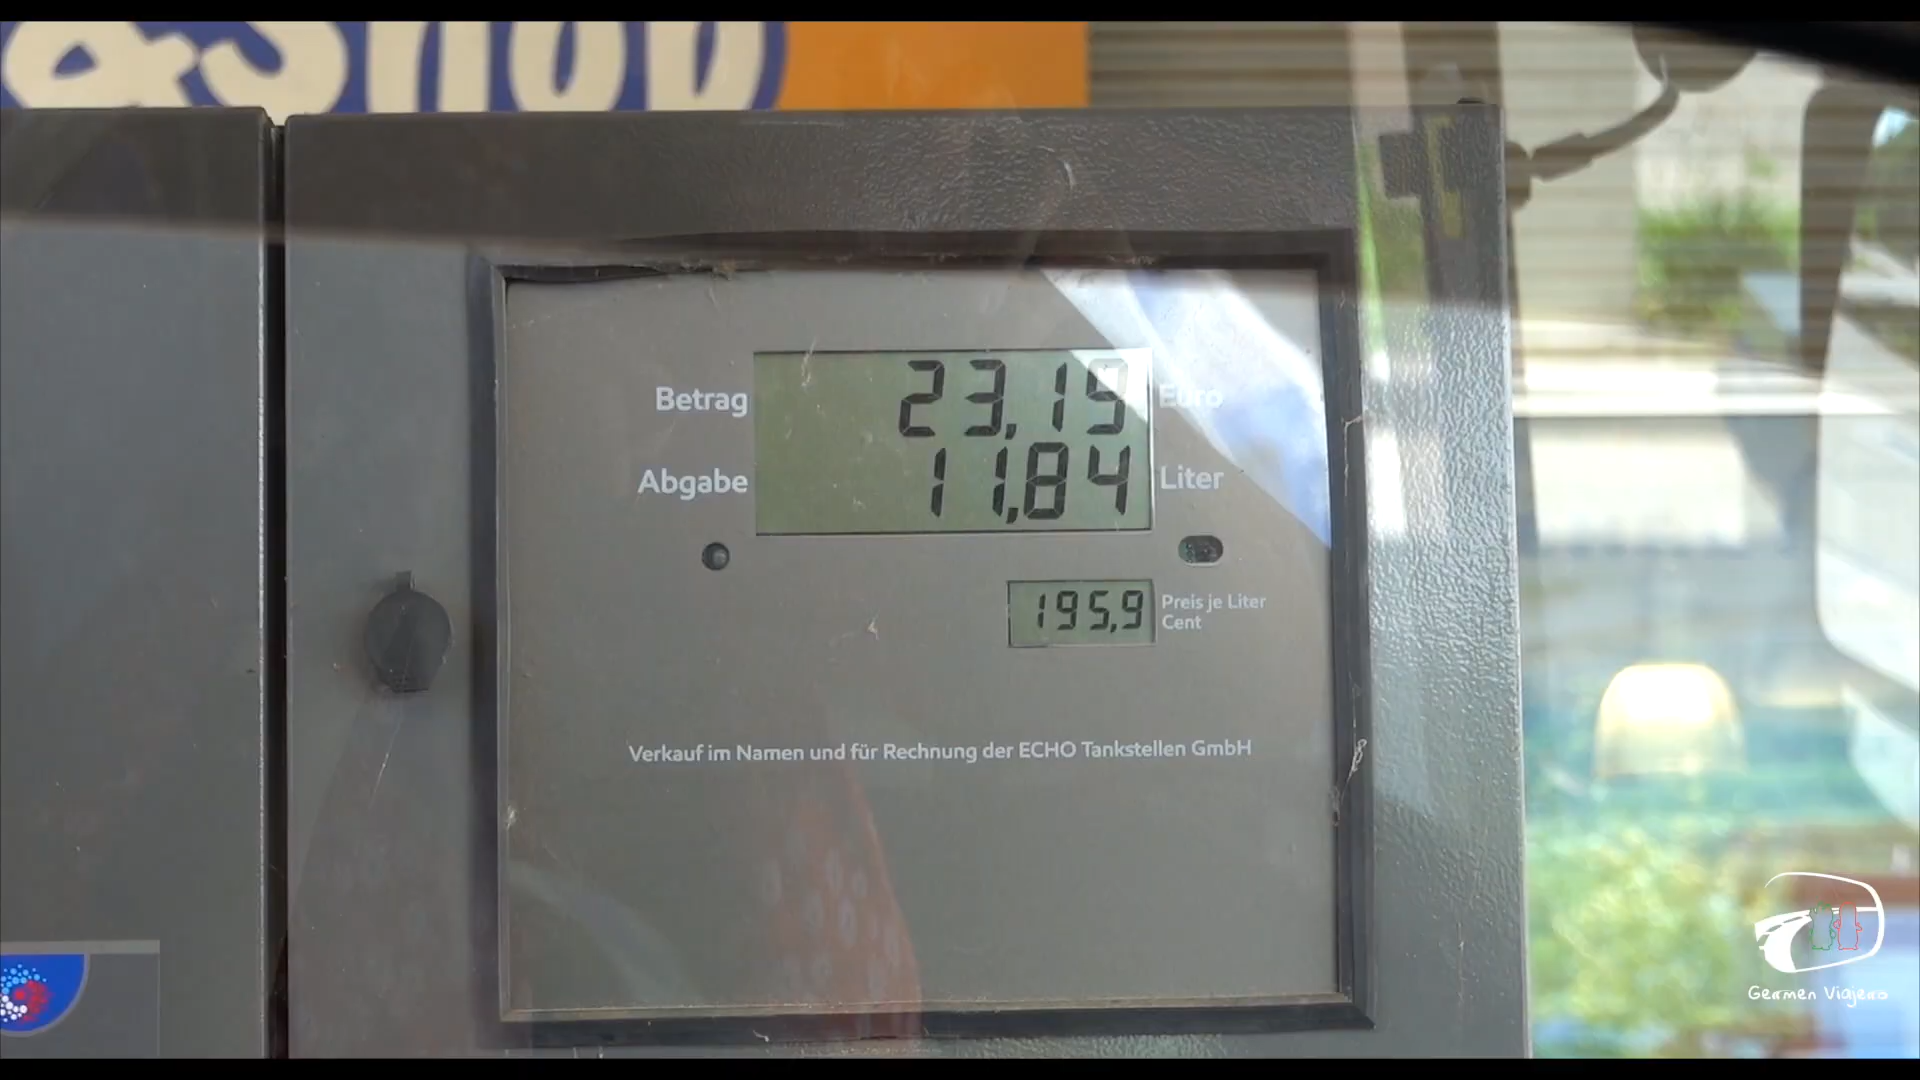 &Shop
Betrag 23,19 Euro
Abgabe 11,84 Liter
195,9 Preis je Liter
Cent
Verkauf im Namen und für Rechnung der ECHO Tankstellen GmbH
Germen Viajero